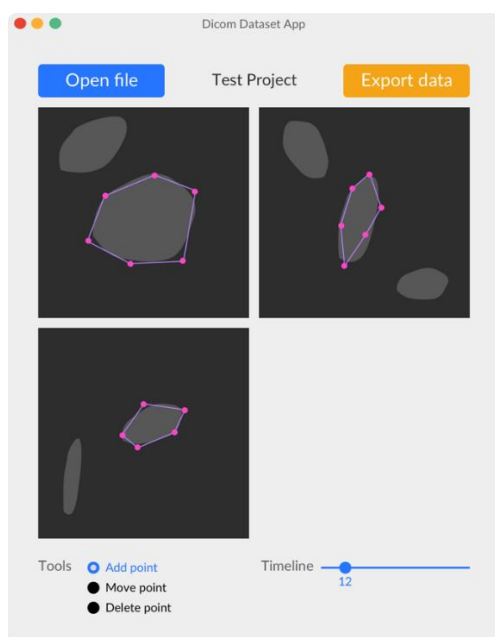 Dicom Dataset App
Open file
Test Project
Export data
Tools
Add point
Move point
Delete point
Timeline
12